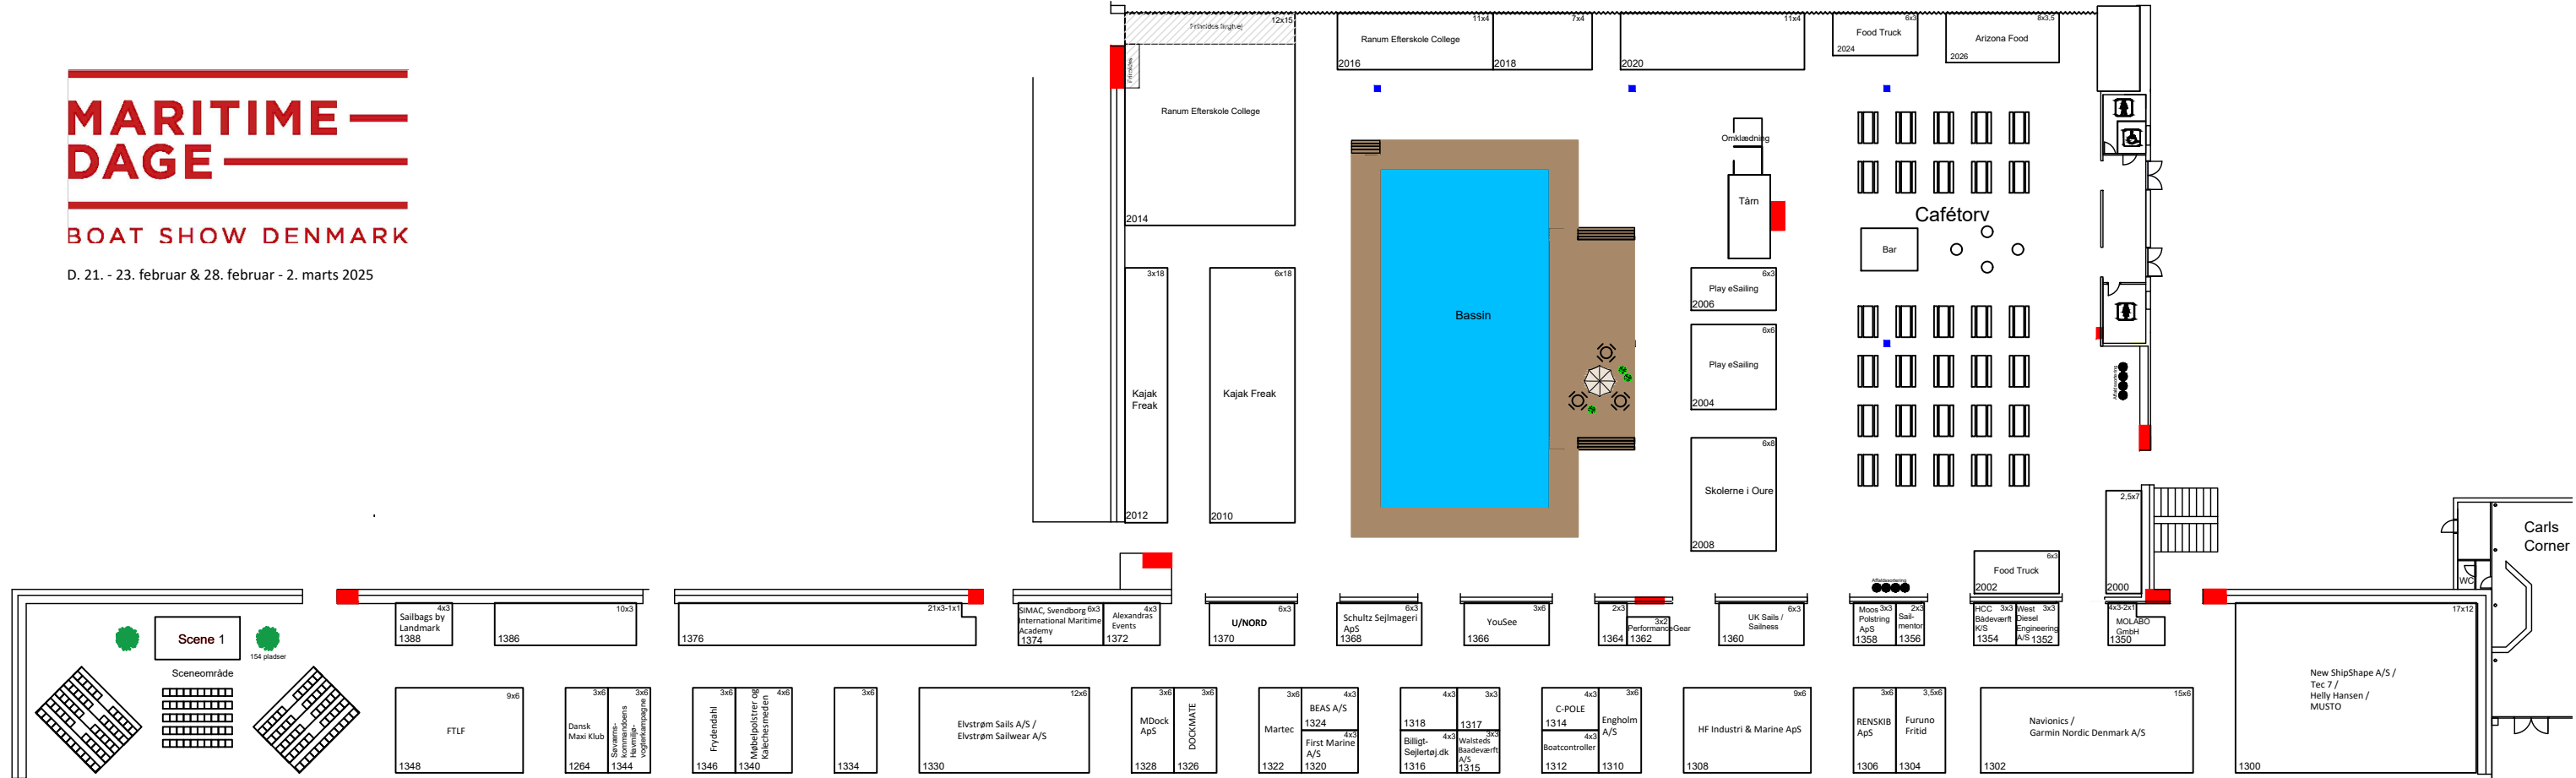 MARITIME
DAGE
BOAT SHOW DENMARK
D. 21. - 23. februar & 28. februar - 2. marts 2025
12x15
Ranum Efterskole College
2014
11x4
Ranum Efterskole College
2016
7x4
2018
11x4
2020
6x3
Food Truck
2024
8x3,5
Arizona Food
2026
Omklædning
Tårn
Cafétorv
Bar
3x18
Kajak
Freak
2012
6x18
Kajak Freak
2010
Bassin
6x3
Play eSailing
2006
6x6
Play eSailing
2004
6x8
Skolerne i Oure
2008
6x3
Food Truck
2002
2,5x7
2000
Affaldssortering
Affaldssortering
Carls
Corner
WC
Scene 1
154 pladser
Sceneområde
4x3
Sailbags by
Landmark
1388
10x3
1386
21x3-1x1
1376
SIMAC, Svendborg 6x3
International Maritime
Academy
1374
4x3
Alexandras
Events
1372
6x3
U/NORD
1370
6x3
Schultz Sejlmageri
ApS
1368
3x6
YouSee
1366
2x3
1364
3x2
PerformanceGear
1362
6x3
UK Sails /
Sailness
1360
Moos 3x3
Polstring
ApS
1358
2x3
Sail-
mentor
1356
HCC 3x3
Bådeværft
K/S
1354
West 3x3
Diesel
Engineering
A/S 1352
4x3-2x1
MOLABO
GmbH
1350
17x12
New ShipShape A/S /
Tec 7 /
Helly Hansen /
MUSTO
1300
9x6
FTLF
1348
3x6
Dansk
Maxi Klub
1264
3x6
Søværns-
kommandoens
Havmiljø-
vogterkampagne
1344
3x6
Frydendahl
1346
4x6
Møbelpolstrer og
Kalechesmeden
1340
3x6
1334
12x6
Elvstrøm Sails A/S /
Elvstrøm Sailwear A/S
1330
3x6
MDock
ApS
1328
3x6
DOCKMATE
1326
3x6
Martec
1322
4x3
BEAS A/S
1324
4x3
First Marine
A/S
1320
4x3
1318
3x3
1317
4x3
Billigt-
Sejlertøj.dk
1316
3x3
Walsteds
Baadeværft
A/S
1315
4x3
C-POLE
1314
4x3
Boatcontroller
1312
3x6
Engholm
A/S
1310
9x6
HF Industri & Marine ApS
1308
3x6
RENSKIB
ApS
1306
3,5x6
Furuno
Fritid
1304
15x6
Navionics /
Garmin Nordic Denmark A/S
1302